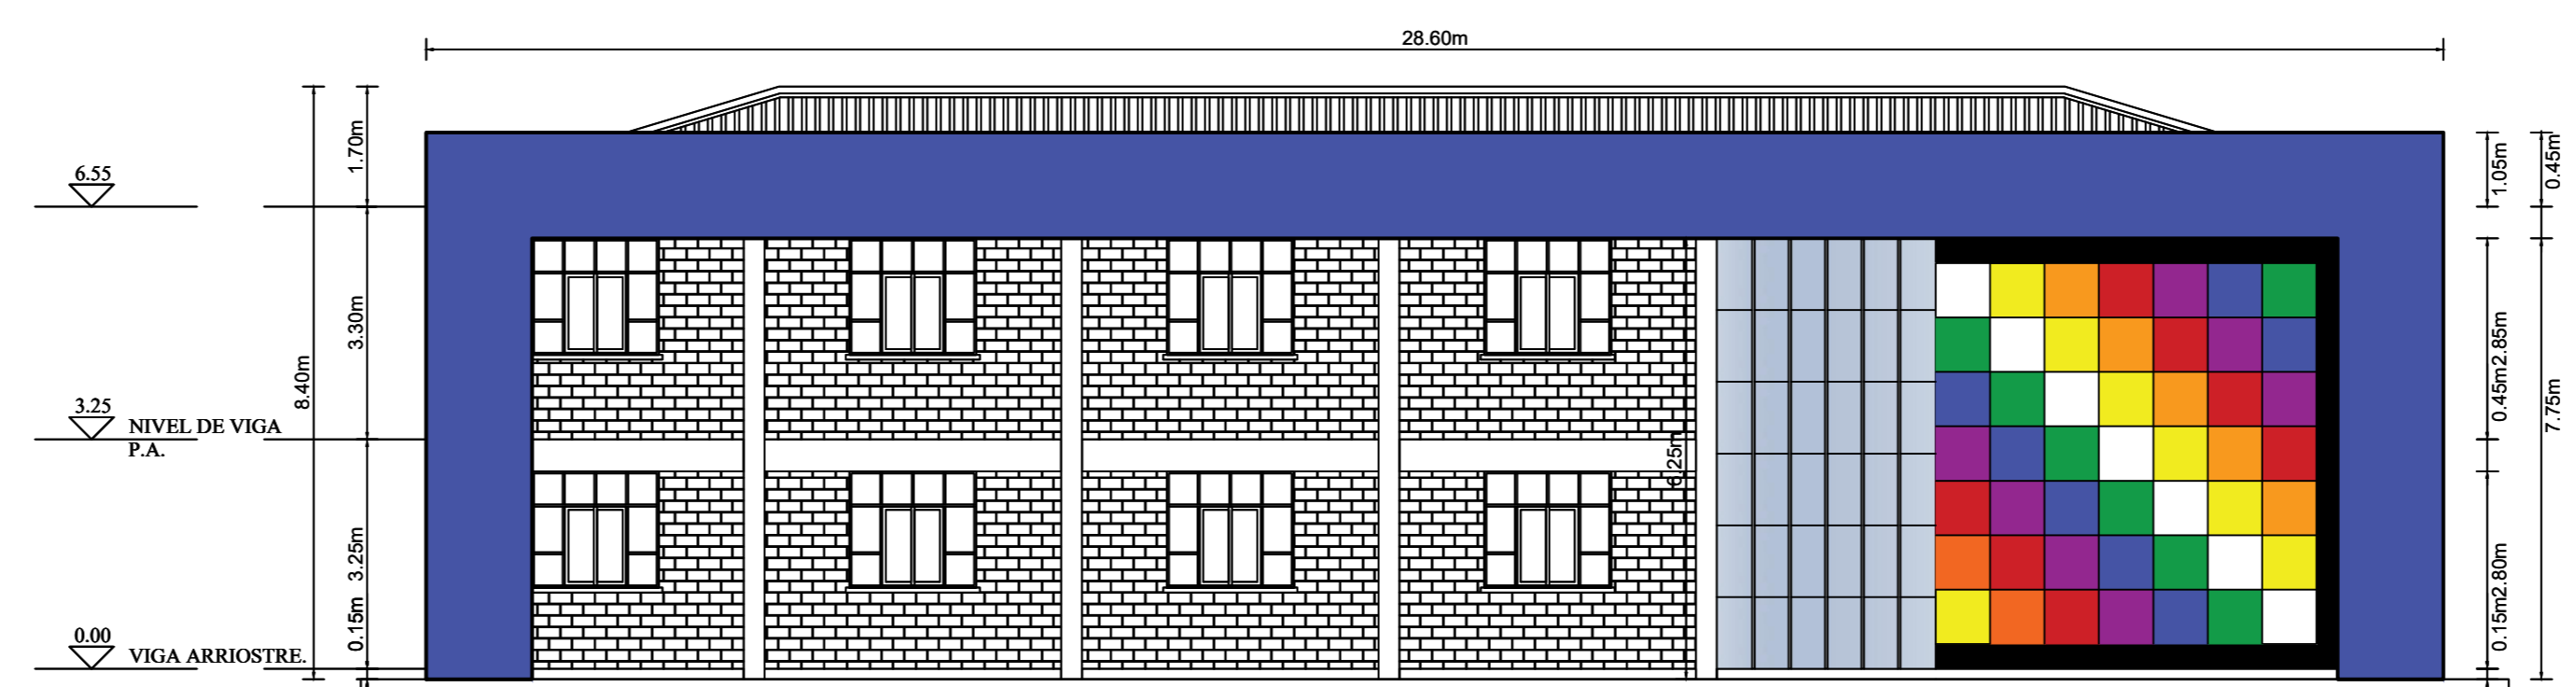 28.60m
1.70m
1.05m
0.45m
6.55
3.30m
8.40m
0.45m2.85m
7.75m
3.25
NIVEL DE VIGA
P.A.
6.25m
0.15m 3.25m
0.15m2.80m
0.00
VIGA ARRIOSTRE.